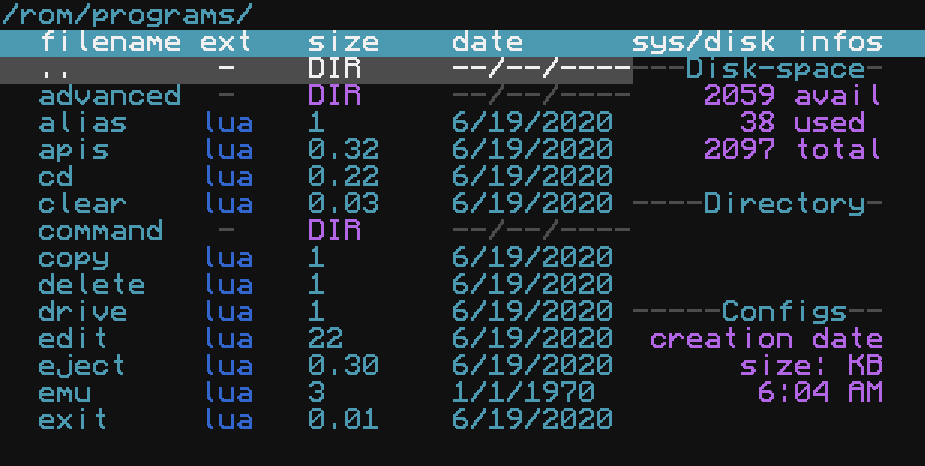 /rom/programs/
filename ext size date sys/disk infos
.. - DIR --/--/---- ---Disk-space-
advanced - DIR --/--/---- 2059 avail
alias lua 1 6/19/2020 38 used
apis lua 0.32 6/19/2020 2097 total
cd lua 0.22 6/19/2020
clear lua 0.03 6/19/2020 ----Directory-
command - DIR --/--/----
copy lua 1 6/19/2020
delete lua 1 6/19/2020
drive lua 1 6/19/2020 -----Configs--
edit lua 22 6/19/2020 creation date
eject lua 0.30 6/19/2020 size: KB
emu lua 3 1/1/1970 6:04 AM
exit lua 0.01 6/19/2020